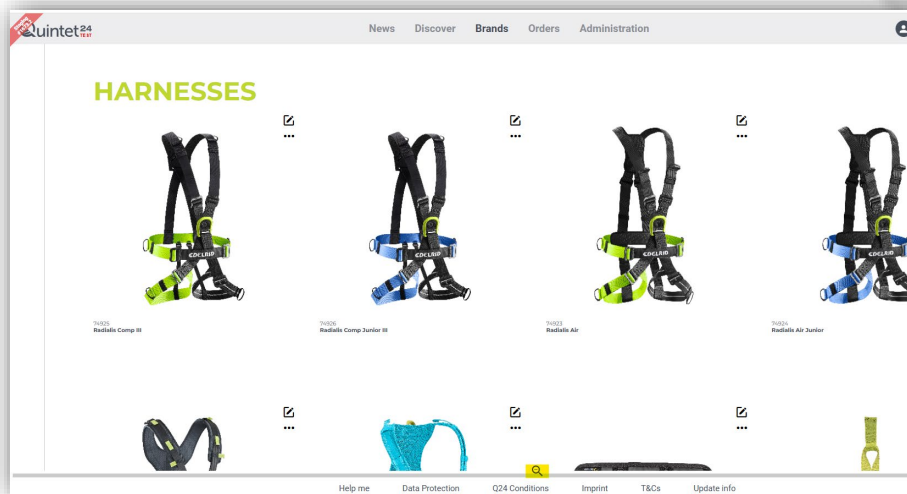 Quintet24
TEST
News Discover Brands Orders Administration
HARNESSES
EDELRID
EDELRID
EDELRID
EDELRID
74925
Radialis Comp III
74926
Radialis Comp Junior III
74923
Radialis Air
74924
Radialis Air Junior
Help me Data Protection Q24 Conditions Imprint T&Cs Update info